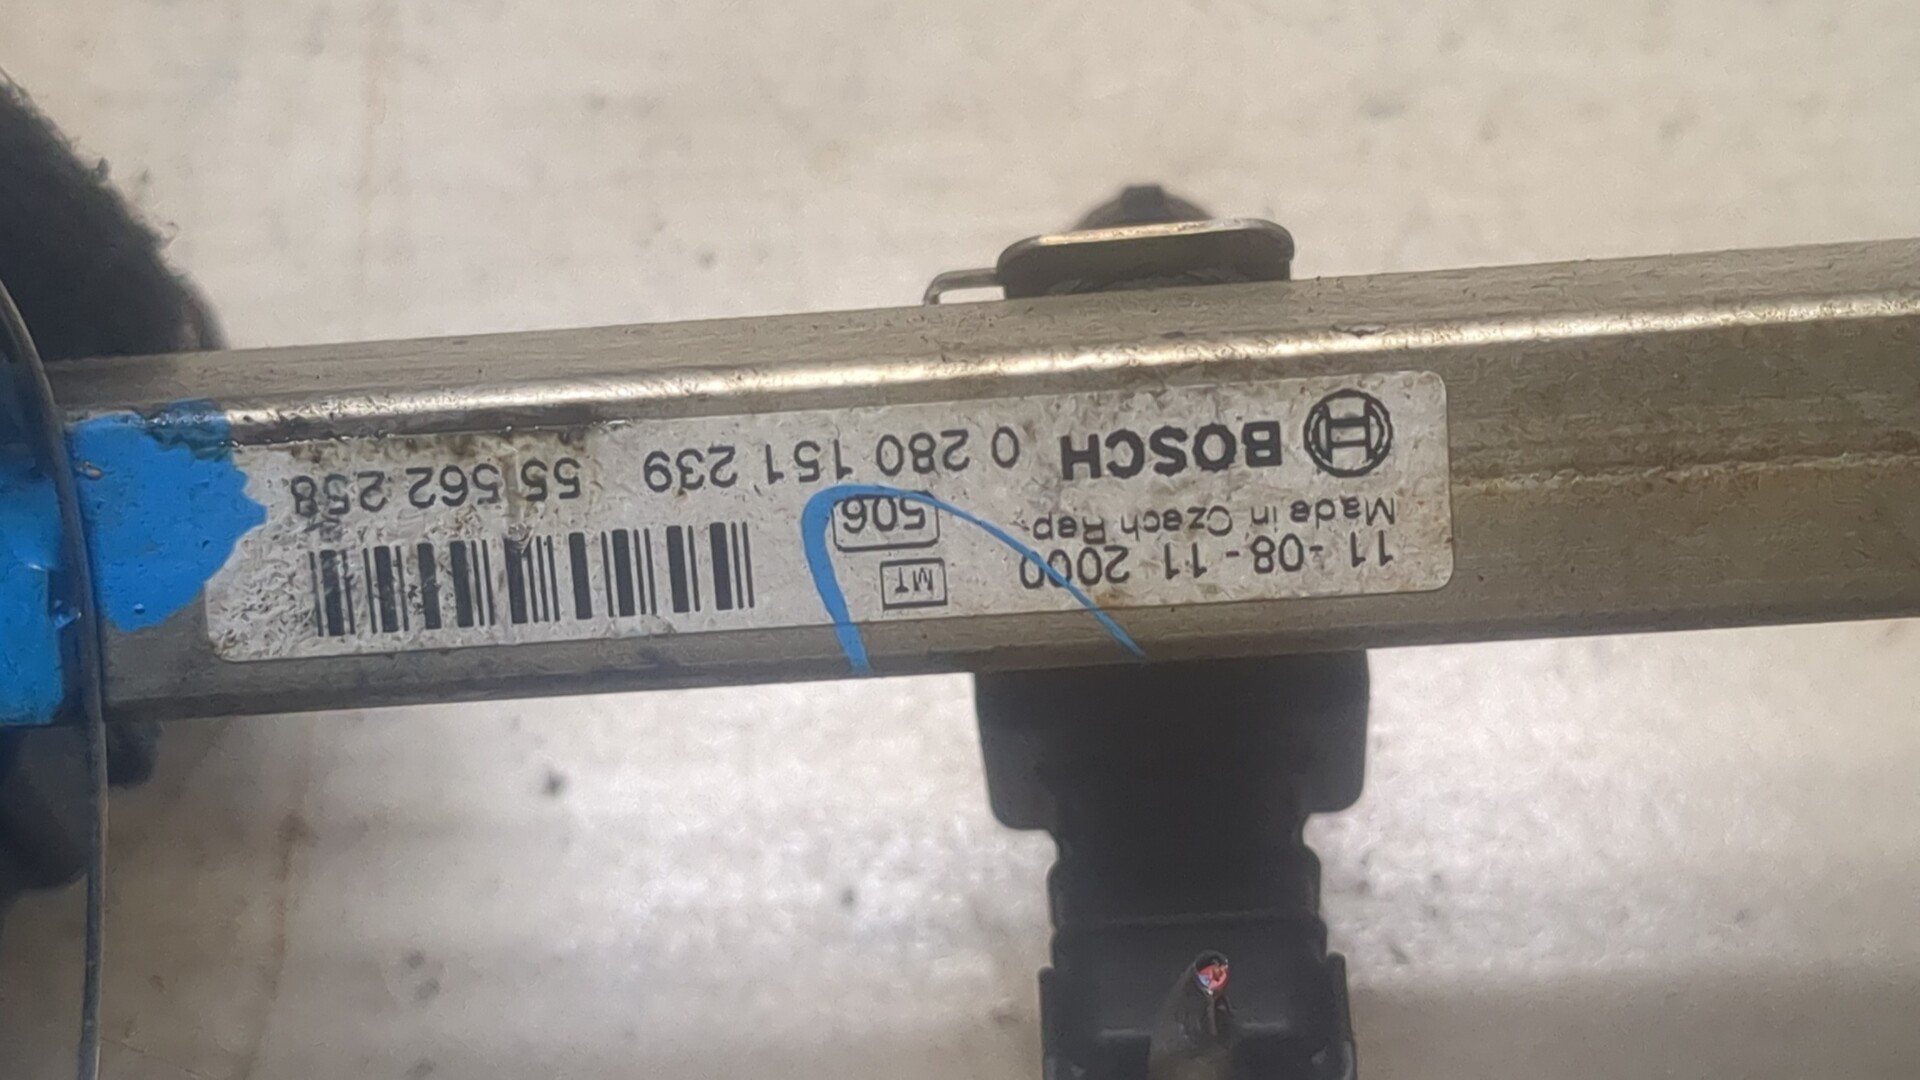 11-08-11 2000 MT
Made in Czech Rep. 506
BOSCH 0 280 151 239 55 562 258